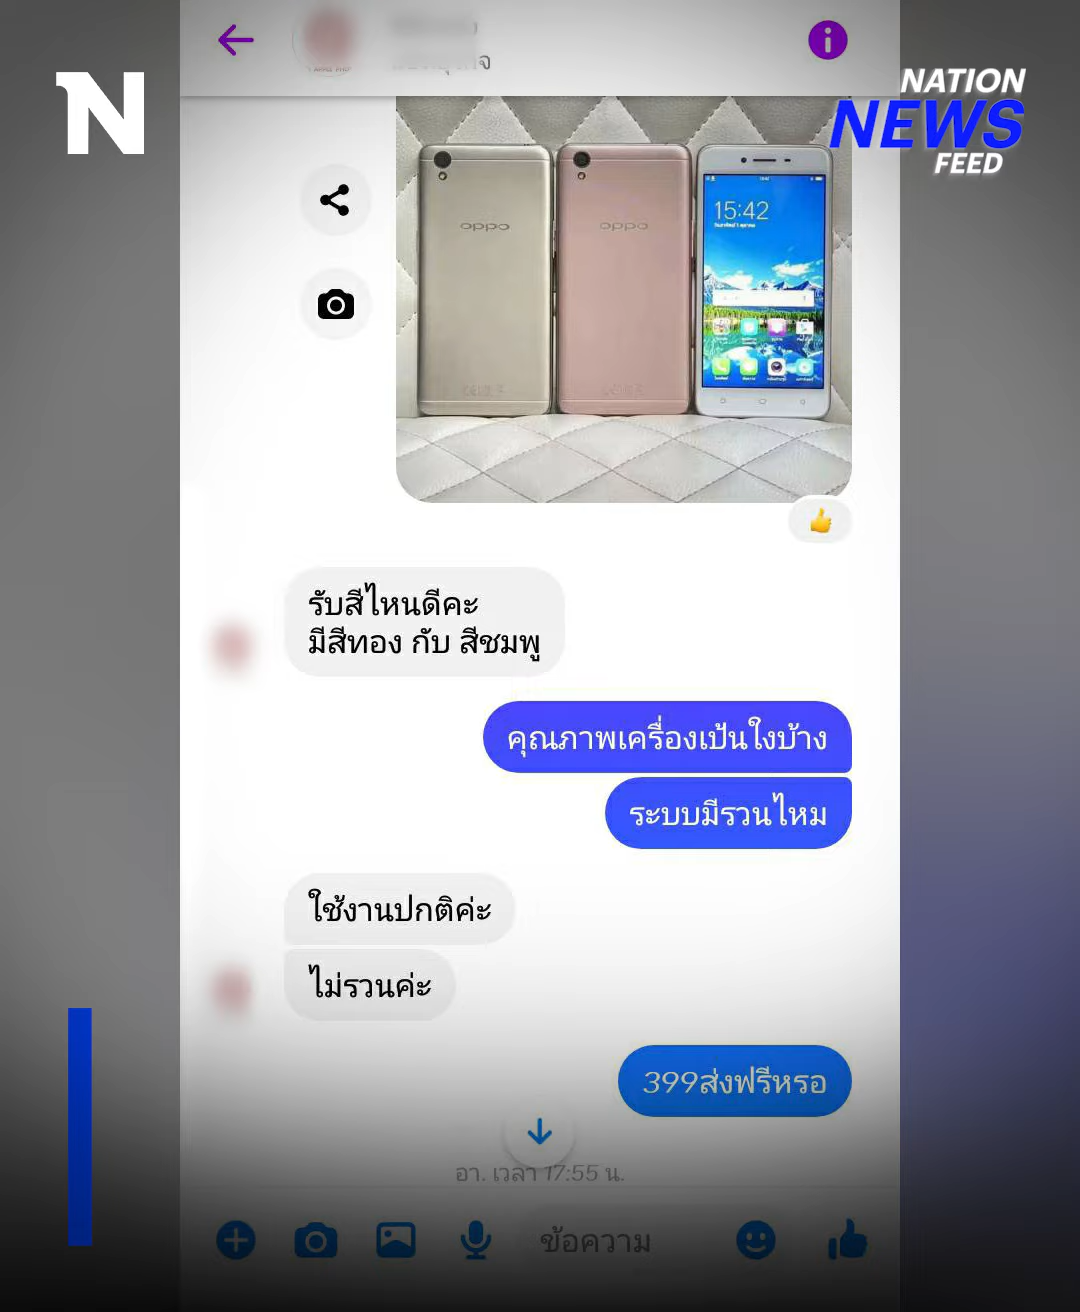 N
NATION
NEWS
FEED
oppo
oppo
15:42
รับสีไหนดีคะ
มีสีทอง กับ สีชมพู
คุณภาพเครื่องเป้นใงบ้าง
ระบบมีรวนไหม
ใช้งานปกติค่ะ
ไม่รวนค่ะ
399ส่งฟรีหรอ
อา. เวลา 17:55 น.
ข้อความ